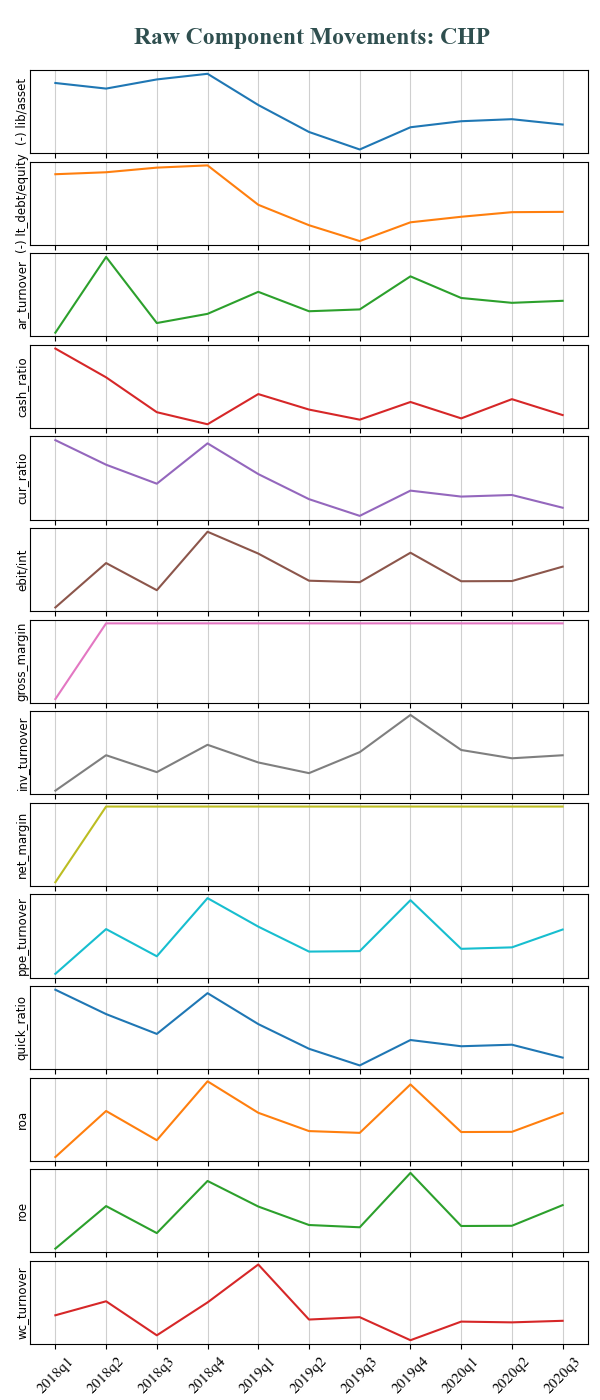 Raw Component Movements: CHP
(-) lib/asset
(-) lt_debt/equity
ar_turnover
cash_ratio
cur_ratio
ebit/int
gross_margin
inv_turnover
net_margin
ppe_turnover
quick_ratio
roa
roe
wc_turnover
2018q1 2018q2 2018q3 2018q4 2019q1 2019q2 2019q3 2019q4 2020q1 2020q2 2020q3